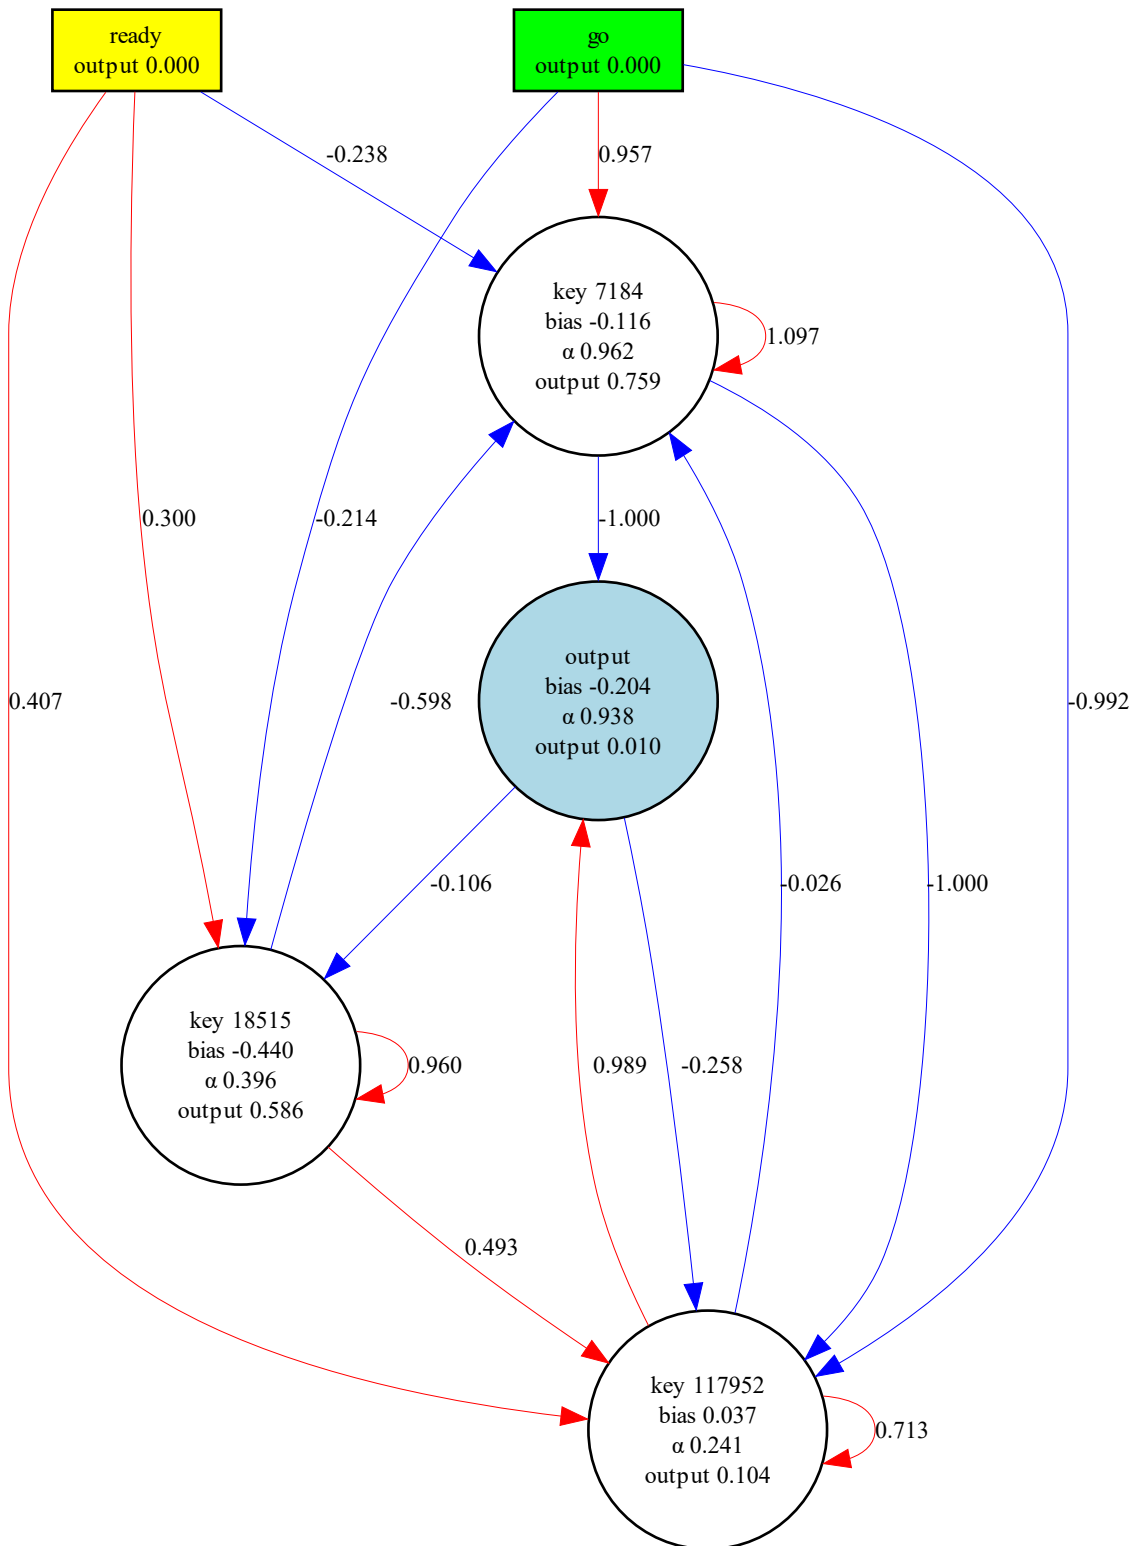 ready
output 0.000
go
output 0.000
-0.238
0.957
key 7184
bias -0.116
α 0.962
output 0.759
1.097
0.300
-0.214
-1.000
output
bias -0.204
α 0.938
output 0.010
0.407
-0.598
-0.992
-0.106
-0.026
-1.000
key 18515
bias -0.440
α 0.396
output 0.586
0.960
0.989
-0.258
0.493
key 117952
bias 0.037
α 0.241
output 0.104
0.713